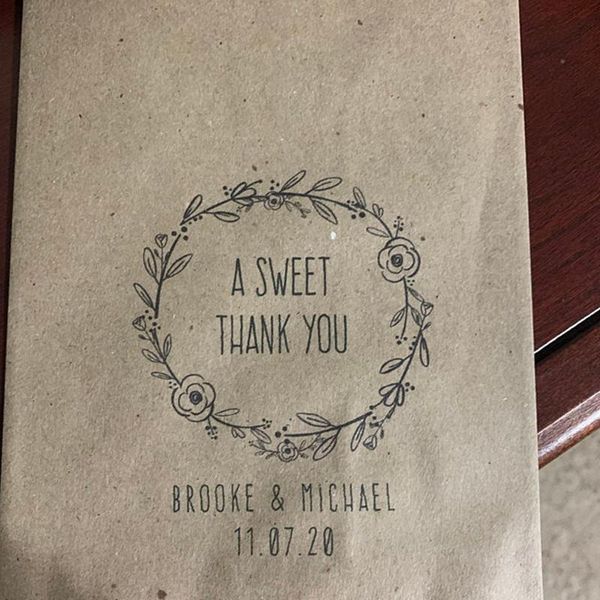 A SWEET
THANK YOU
BROOKE & MICHAEL
11.07.20